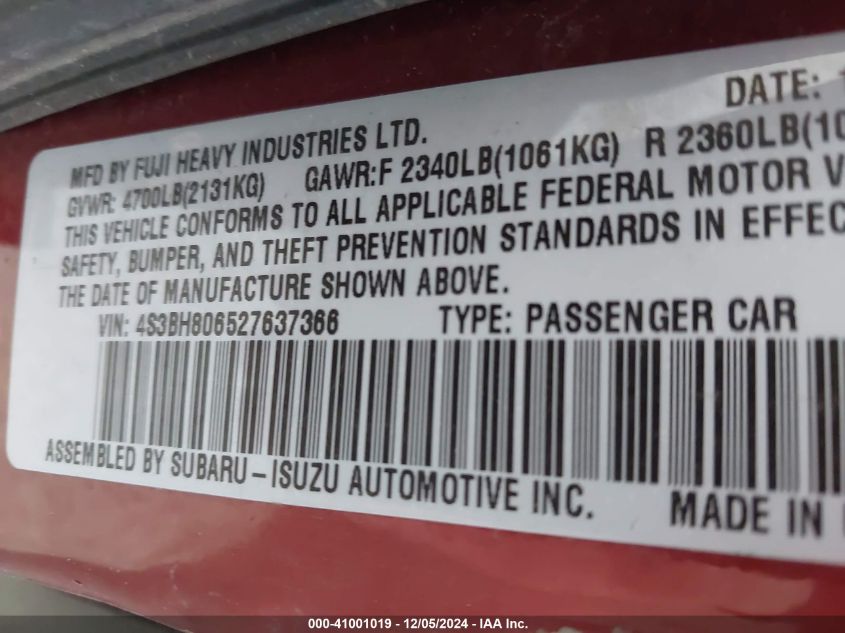 DATE:
MFD BY FUJI HEAVY INDUSTRIES LTD.
GVWR: 4700LB(2131KG) GAWR:F 2340LB(1061KG) R 2360LB(10
THIS VEHICLE CONFORMS TO ALL APPLICABLE FEDERAL MOTOR V
SAFETY, BUMPER, AND THEFT PREVENTION STANDARDS IN EFFEC
THE DATE OF MANUFACTURE SHOWN ABOVE.
VIN: 4S3BH806527637366 TYPE: PASSENGER CAR
ASSEMBLED BY SUBARU-ISUZU AUTOMOTIVE INC. MADE IN
000-41001019 - 12/05/2024 - IAA Inc.